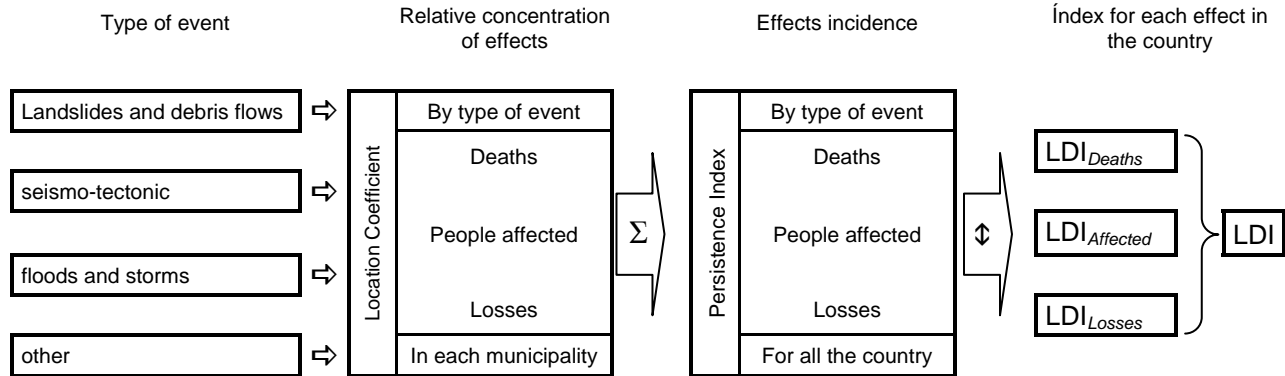 Type of event
Relative concentration
of effects
Effects incidence
Índex for each effect in
the country
Landslides and debris flows
seismo-tectonic
floods and storms
other
Location Coefficient
By type of event
Deaths
People affected
Losses
In each municipality
Σ
Persistence Index
By type of event
Deaths
People affected
Losses
For all the country
LDI Deaths
LDI Affected
LDI Losses
LDI